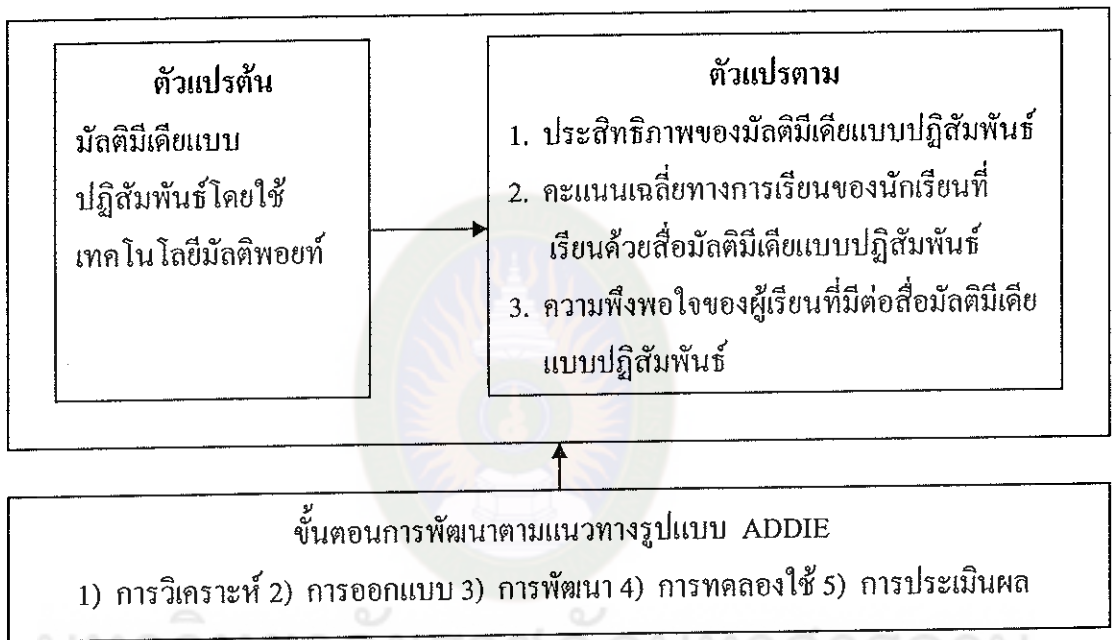 ตัวแปรต้น
มัลติมีเดียแบบ
ปฏิสัมพันธ์โดยใช้
เทคโนโลยีมัลติพอยท์
ตัวแปรตาม
1. ประสิทธิภาพของมัลติมีเดียแบบปฏิสัมพันธ์
2. คะแนนเฉลี่ยทางการเรียนของนักเรียนที่
เรียนด้วยสื่อมัลติมีเดียแบบปฏิสัมพันธ์
3. ความพึงพอใจของผู้เรียนที่มีต่อสื่อมัลติมีเดีย
แบบปฏิสัมพันธ์
ขั้นตอนการพัฒนาตามแนวทางรูปแบบ ADDIE
1) การวิเคราะห์ 2) การออกแบบ 3) การพัฒนา 4) การทดลองใช้ 5) การประเมินผล